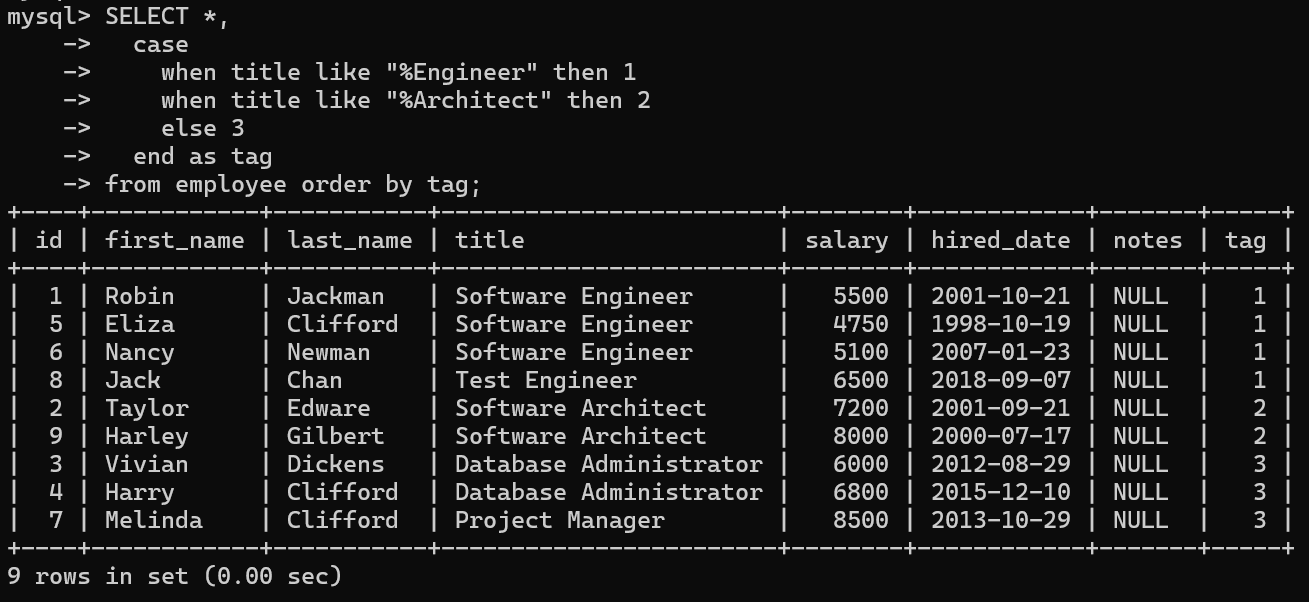 mysql> SELECT *,
    ->   case
    ->     when title like "%Engineer" then 1
    ->     when title like "%Architect" then 2
    ->     else 3
    ->   end as tag
    -> from employee order by tag;
+----+------------+-----------+------------------------+--------+------------+-------+-----+
| id | first_name | last_name | title                  | salary | hired_date | notes | tag |
+----+------------+-----------+------------------------+--------+------------+-------+-----+
|  1 | Robin      | Jackman   | Software Engineer      |   5500 | 2001-10-21 | NULL  |   1 |
|  5 | Eliza      | Clifford  | Software Engineer      |   4750 | 1998-10-19 | NULL  |   1 |
|  6 | Nancy      | Newman    | Software Engineer      |   5100 | 2007-01-23 | NULL  |   1 |
|  8 | Jack       | Chan      | Test Engineer          |   6500 | 2018-09-07 | NULL  |   1 |
|  2 | Taylor     | Edware    | Software Architect     |   7200 | 2001-09-21 | NULL  |   2 |
|  9 | Harley     | Gilbert   | Software Architect     |   8000 | 2000-07-17 | NULL  |   2 |
|  3 | Vivian     | Dickens   | Database Administrator |   6000 | 2012-08-29 | NULL  |   3 |
|  4 | Harry      | Clifford  | Database Administrator |   6800 | 2015-12-10 | NULL  |   3 |
|  7 | Melinda    | Clifford  | Project Manager        |   8500 | 2013-10-29 | NULL  |   3 |
+----+------------+-----------+------------------------+--------+------------+-------+-----+
9 rows in set (0.00 sec)